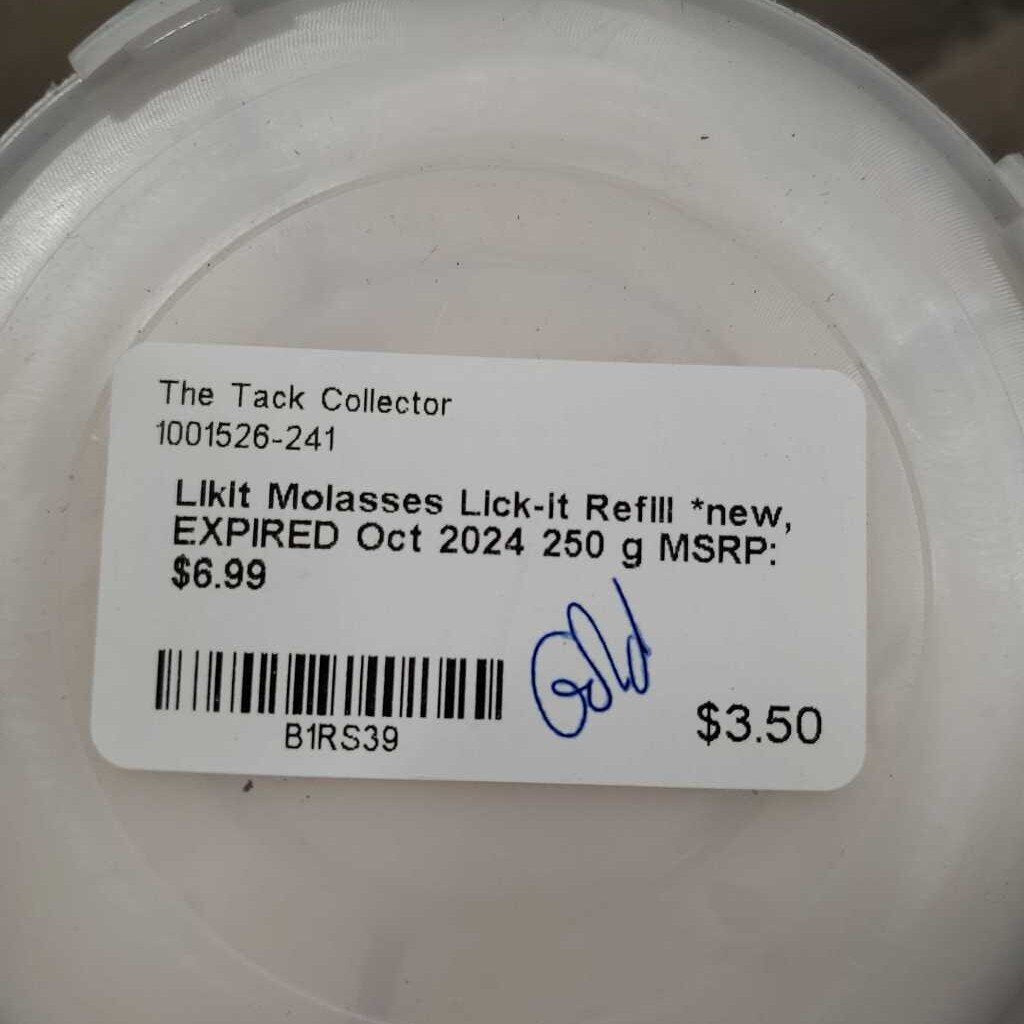 The Tack Collector
1001526-241
Likit Molasses Lick-it Refill *new,
EXPIRED Oct 2024 250 g MSRP:
$6.99
Gold
B1RS39
$3.50